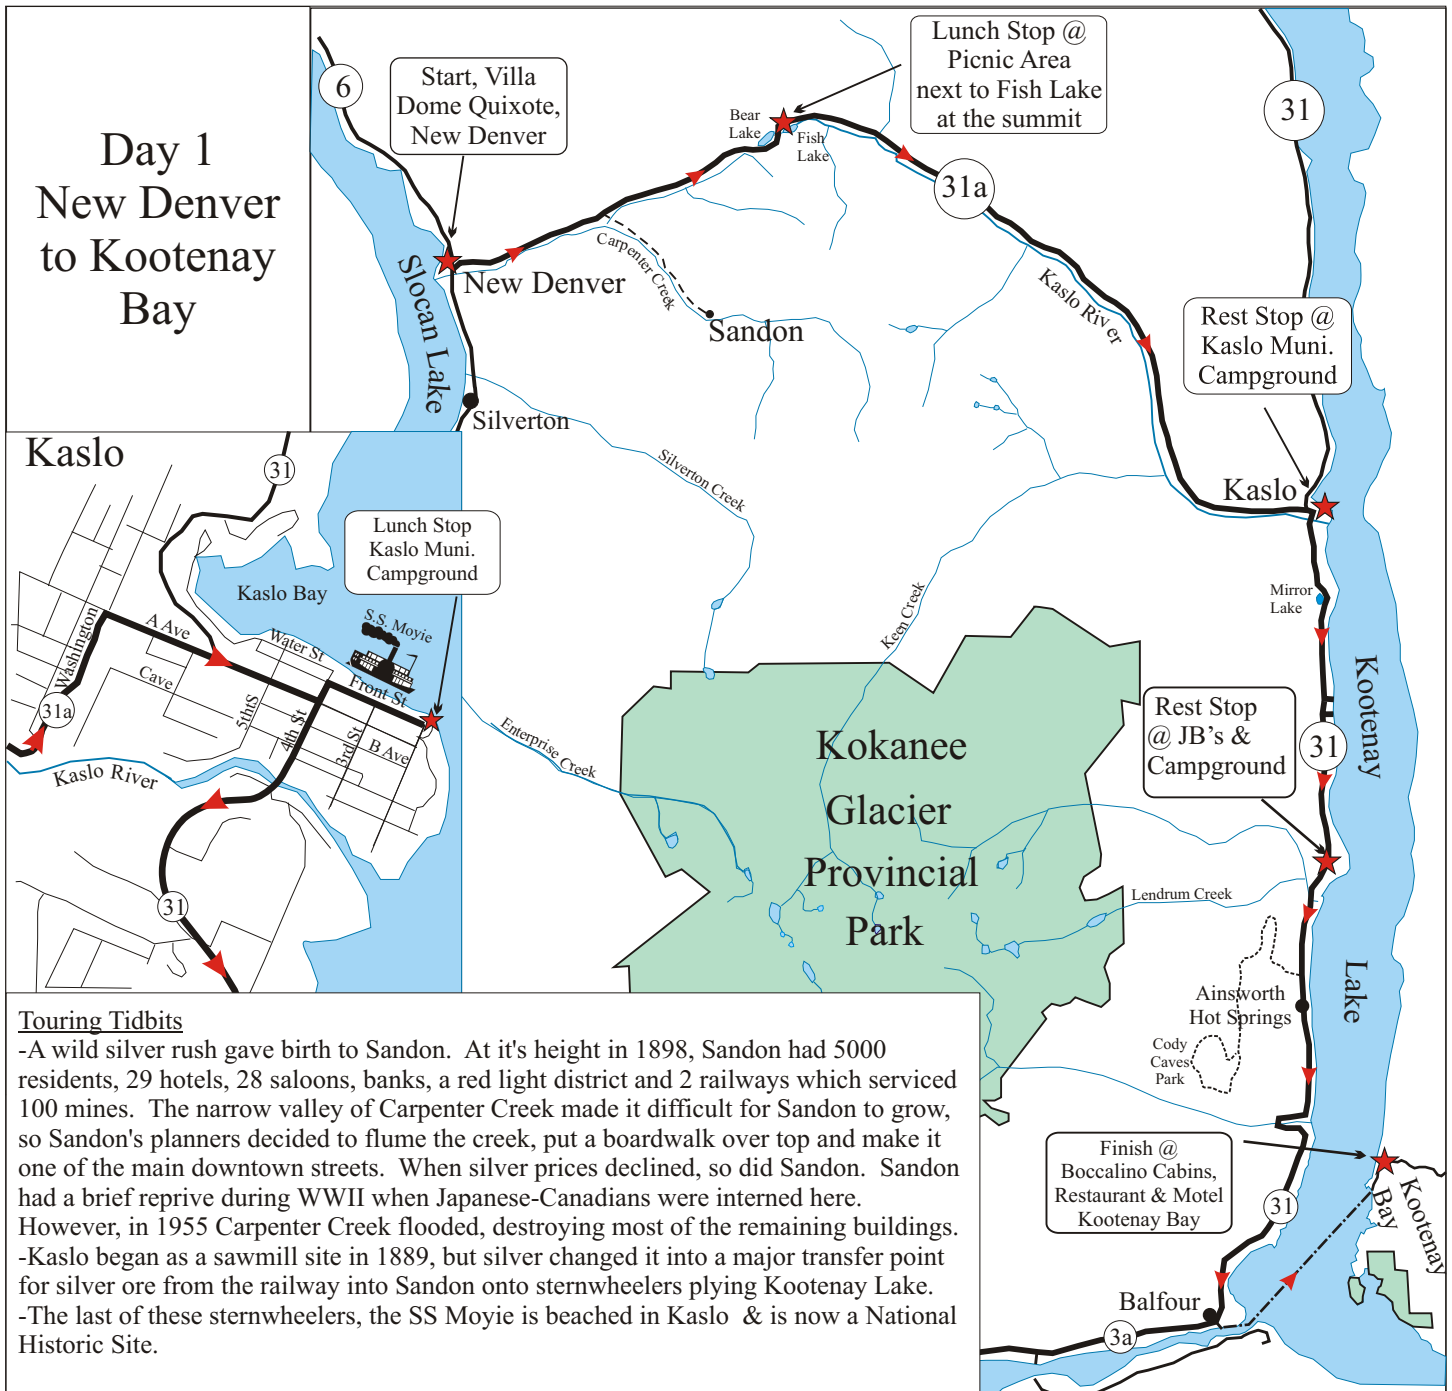 Day 1
New Denver
to Kootenay
Bay
6
Start, Villa
Dome Quixote,
New Denver
Lunch Stop @
Picnic Area
next to Fish Lake
at the summit
31
Bear
Lake
Fish
Lake
31a
Carpenter Creek
New Denver
Slocan Lake
Sandon
Kaslo River
Rest Stop @
Kaslo Muni.
Campground
Silverton
Silverton Creek
Kaslo
Mirror
Lake
Keen Creek
Kootenay
Lake
Rest Stop
@ JB's &
Campground
31
Enterprise Creek
Kokanee
Glacier
Provincial
Park
Lendrum Creek
Ainsworth
Hot Springs
Cody
Caves
Park
Finish @
Boccalino Cabins,
Restaurant & Motel
Kootenay Bay
31
Kootenay
Bay
Balfour
3a
Kaslo
31
Lunch Stop
Kaslo Muni.
Campground
Kaslo Bay
S.S. Moyie
Washington
A Ave
Water St
Cave
Front St
5thtS
4th St
3rd St
B Ave
31a
Kaslo River
31
Touring Tidbits
-A wild silver rush gave birth to Sandon.  At it's height in 1898, Sandon had 5000
residents, 29 hotels, 28 saloons, banks, a red light district and 2 railways which serviced
100 mines.  The narrow valley of Carpenter Creek made it difficult for Sandon to grow,
so Sandon's planners decided to flume the creek, put a boardwalk over top and make it
one of the main downtown streets.  When silver prices declined, so did Sandon.  Sandon
had a brief reprive during WWII when Japanese-Canadians were interned here.
However, in 1955 Carpenter Creek flooded, destroying most of the remaining buildings.
-Kaslo began as a sawmill site in 1889, but silver changed it into a major transfer point
for silver ore from the railway into Sandon onto sternwheelers plying Kootenay Lake.
-The last of these sternwheelers, the SS Moyie is beached in Kaslo  & is now a National
Historic Site.